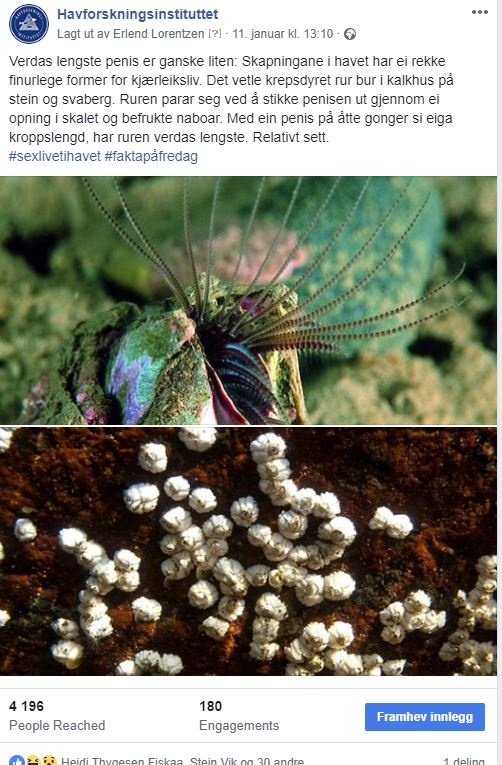 Havforskningsinstituttet
Lagt ut av Erlend Lorentzen [?] · 11. januar kl. 13:10 ·
Verdas lengste penis er ganske liten: Skapningane i havet har ei rekke
finurlege former for kjærleiksliv. Det vetle krepsdyret rur bur i kalkhus på
stein og svaberg. Ruren parar seg ved å stikke penisen ut gjennom ei
opning i skalet og befrukte naboar. Med ein penis på åtte gonger si eiga
kroppslengd, har ruren verdas lengste. Relativt sett.
#sexlivetihavet #faktapåfredag
4 196
People Reached
180
Engagements
Framhev innlegg
Heidi Thygesen Fiskaa, Stein Vik og 30 andre
1 deling